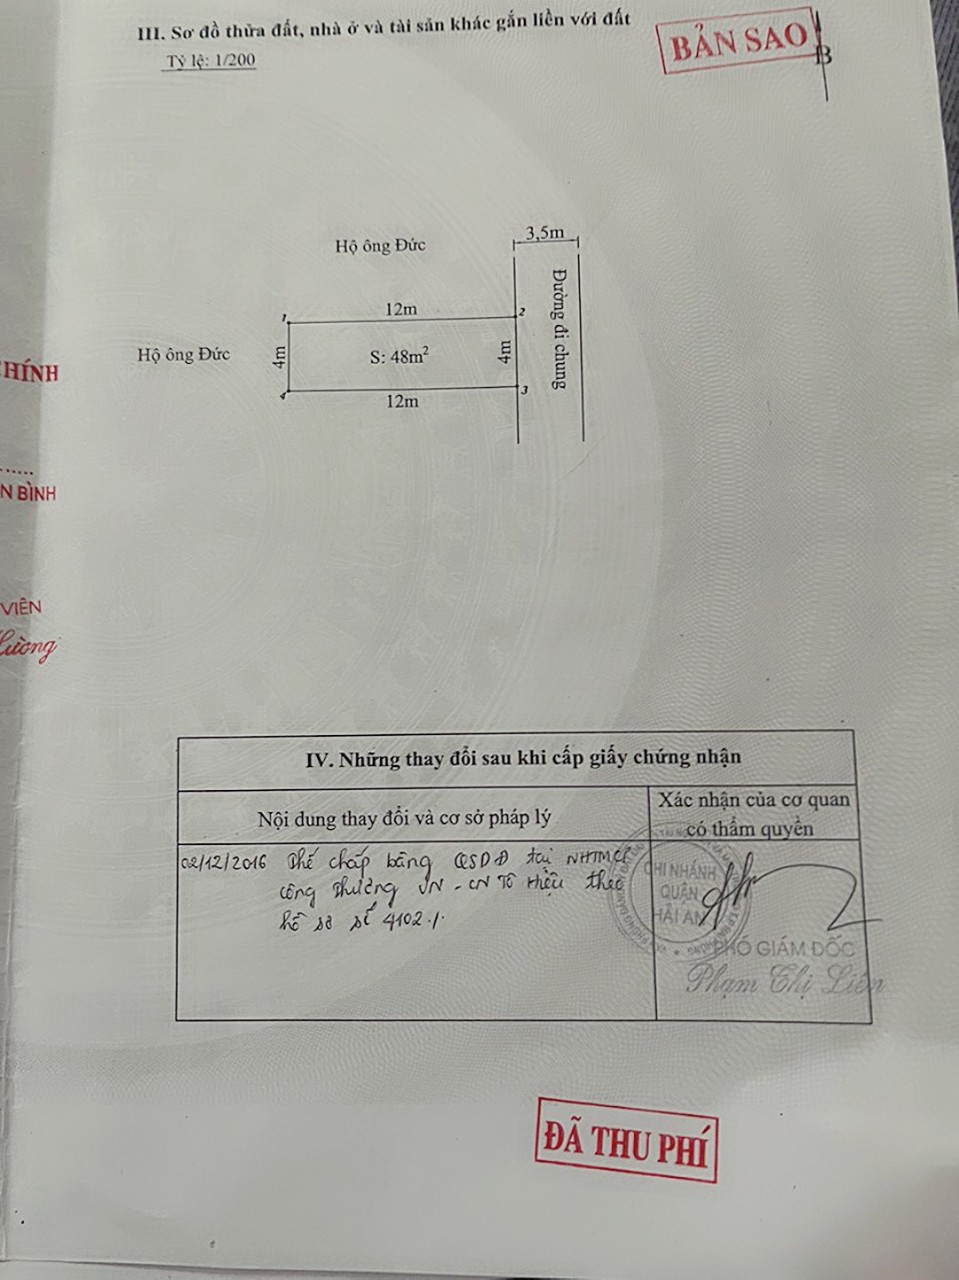 III. Sơ đồ thửa đất, nhà ở và tài sản khác gắn liền với đất
BẢN SAO
B
Tỷ lệ: 1/200
3,5m
Hộ ông Đức
Đường đi chung
12m
1
2
Hộ ông Đức
4m
S: 48m²
4m
4
3
12m
HÍNH
......
N BÌNH
VIÊN
Lường
IV. Những thay đổi sau khi cấp giấy chứng nhận
Nội dung thay đổi và cơ sở pháp lý
Xác nhận của cơ quan
có thẩm quyền
02/12/2016 Thế chấp bằng QSDĐ tại NHTMCP
công thương VN - CN Tô Hiệu theo
hồ sơ số 4102./.
CHI NHÁNH
QUẬN
HẢI AN
PHÓ GIÁM ĐỐC
Phạm Thị Liên
ĐÃ THU PHÍ